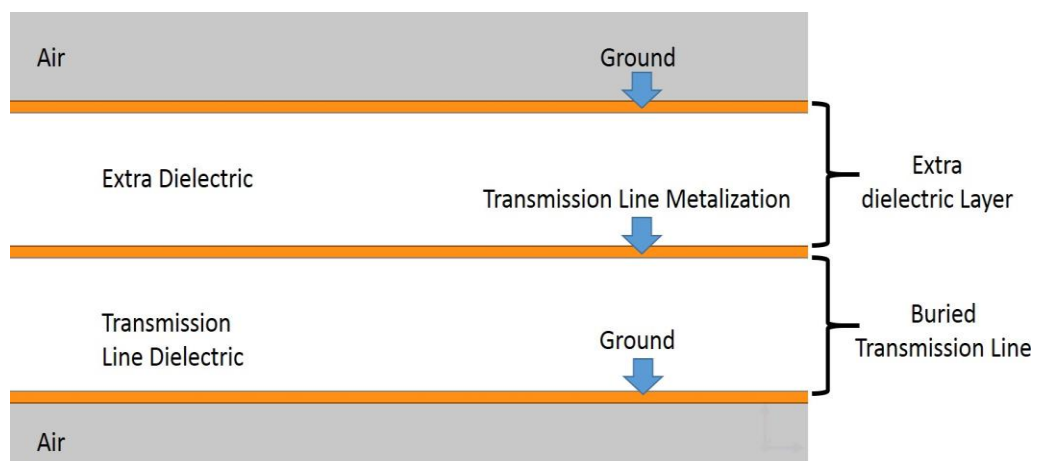 Air
Ground
Extra Dielectric
Transmission Line Metalization
Extra
dielectric Layer
Transmission
Line Dielectric
Ground
Buried
Transmission Line
Air